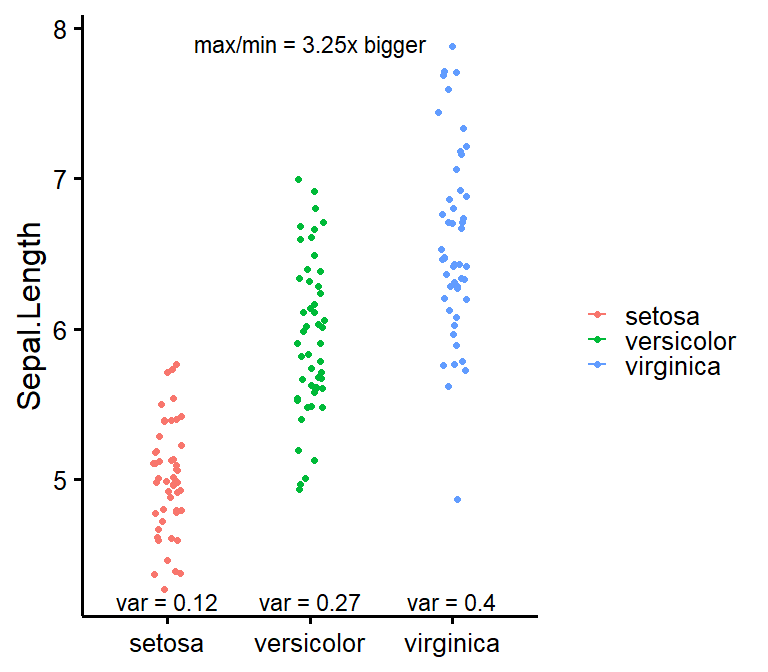 max/min = 3.25x bigger
8
7
6
5
Sepal.Length
var = 0.12 var = 0.27 var = 0.4
setosa versicolor virginica
setosa
versicolor
virginica